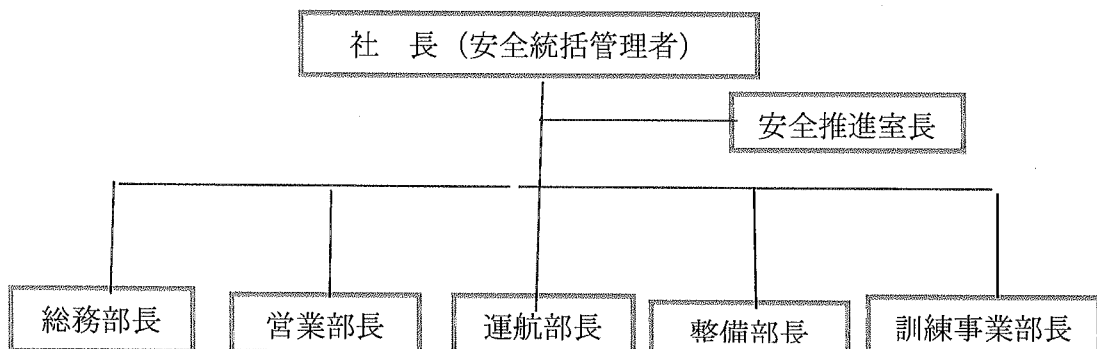 社 長（安全統括管理者）
安全推進室長
総務部長
営業部長
運航部長
整備部長
訓練事業部長